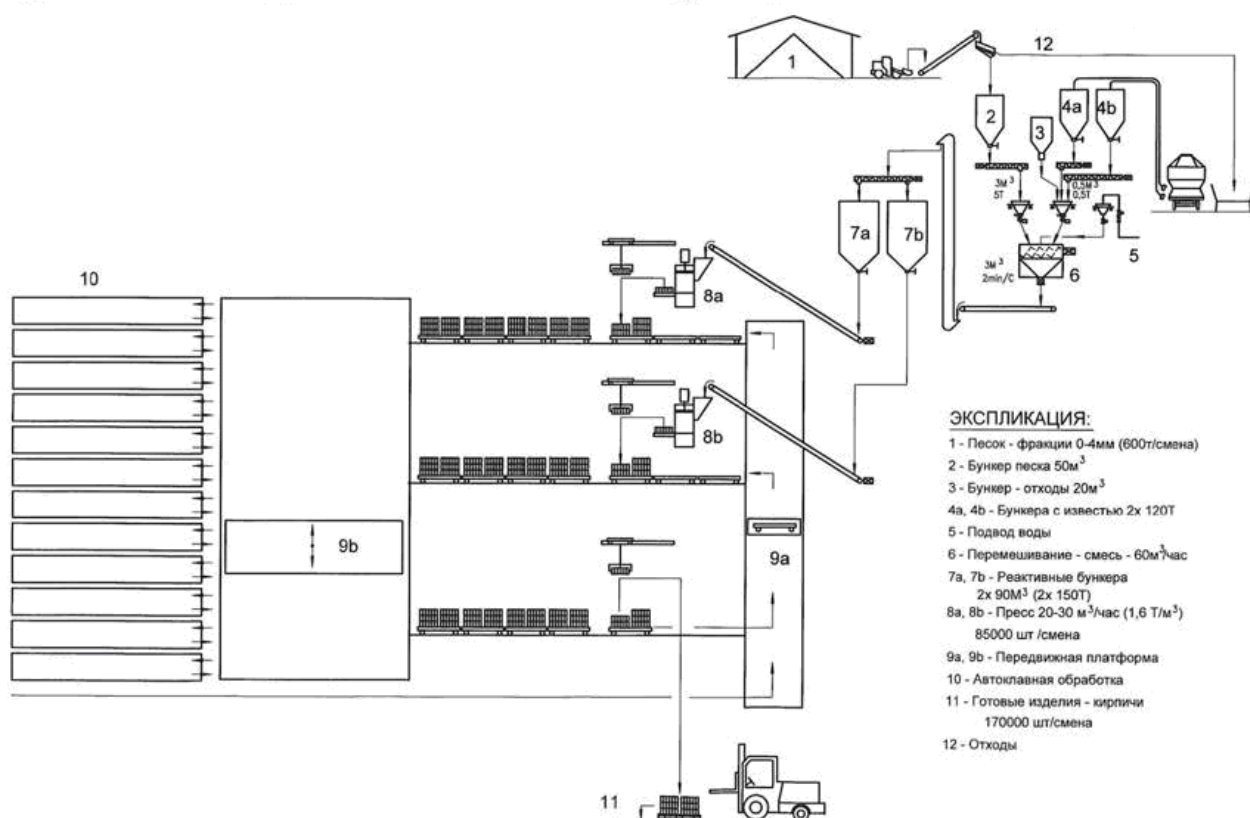 12
1
2
3
4a
4b
3М³
5Т
0,5М³
0,5Т
7a
7b
5
3М³
2min/C
6
10
8a
8b
9b
9a
11
ЭКСПЛИКАЦИЯ:
1 - Песок - фракции 0-4мм (600т/смена)
2 - Бункер песка 50м³
3 - Бункер - отходы 20м³
4a, 4b - Бункера с известью 2x 120Т
5 - Подвод воды
6 - Перемешивание - смесь - 60м³/час
7a, 7b - Реактивные бункера
2x 90М³ (2x 150Т)
8a, 8b - Пресс 20-30 м³/час (1,6 Т/м³)
85000 шт /смена
9a, 9b - Передвижная платформа
10 - Автоклавная обработка
11 - Готовые изделия - кирпичи
170000 шт/смена
12 - Отходы